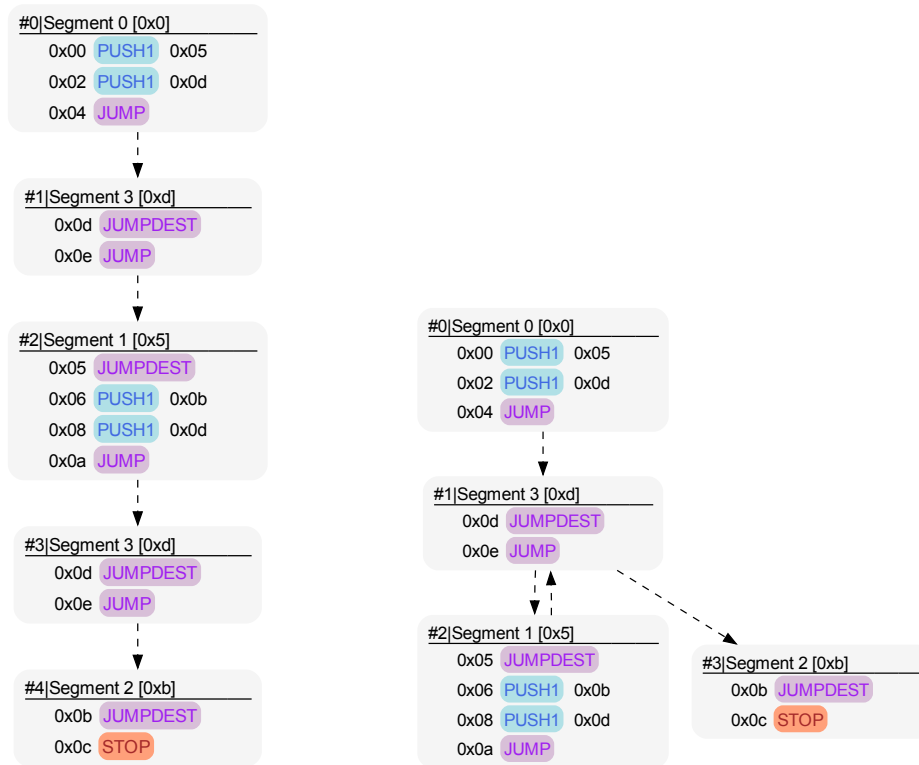 #0|Segment 0 [0x0]
0x00 PUSH1 0x05
0x02 PUSH1 0x0d
0x04 JUMP
#1|Segment 3 [0xd]
0x0d JUMPDEST
0x0e JUMP
#2|Segment 1 [0x5]
0x05 JUMPDEST
0x06 PUSH1 0x0b
0x08 PUSH1 0x0d
0x0a JUMP
#3|Segment 3 [0xd]
0x0d JUMPDEST
0x0e JUMP
#4|Segment 2 [0xb]
0x0b JUMPDEST
0x0c STOP
#0|Segment 0 [0x0]
0x00 PUSH1 0x05
0x02 PUSH1 0x0d
0x04 JUMP
#1|Segment 3 [0xd]
0x0d JUMPDEST
0x0e JUMP
#2|Segment 1 [0x5]
0x05 JUMPDEST
0x06 PUSH1 0x0b
0x08 PUSH1 0x0d
0x0a JUMP
#3|Segment 2 [0xb]
0x0b JUMPDEST
0x0c STOP